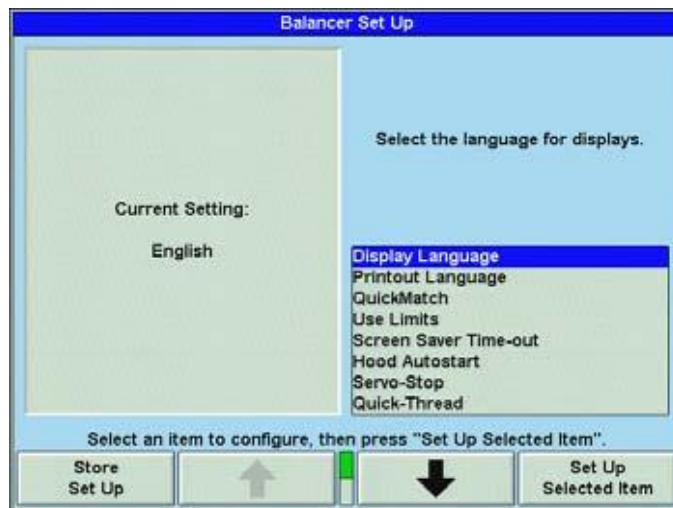 Balancer Set Up
Select the language for displays.
Current Setting:
English
Display Language
Printout Language
QuickMatch
Use Limits
Screen Saver Time-out
Hood Autostart
Servo-Stop
Quick-Thread
Select an item to configure, then press "Set Up Selected Item".
Store
Set Up
Set Up
Selected Item